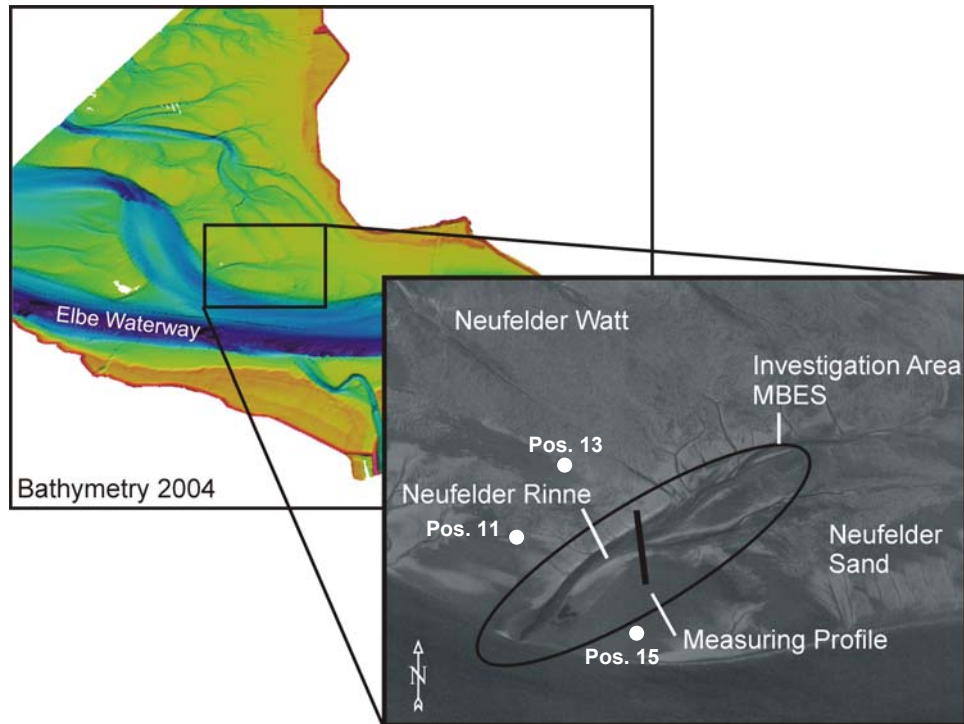 Elbe Waterway
Bathymetry 2004
Neufelder Watt
Investigation Area
MBES
Pos. 13
Neufelder Rinne
Pos. 11
Neufelder
Sand
Measuring Profile
Pos. 15
N